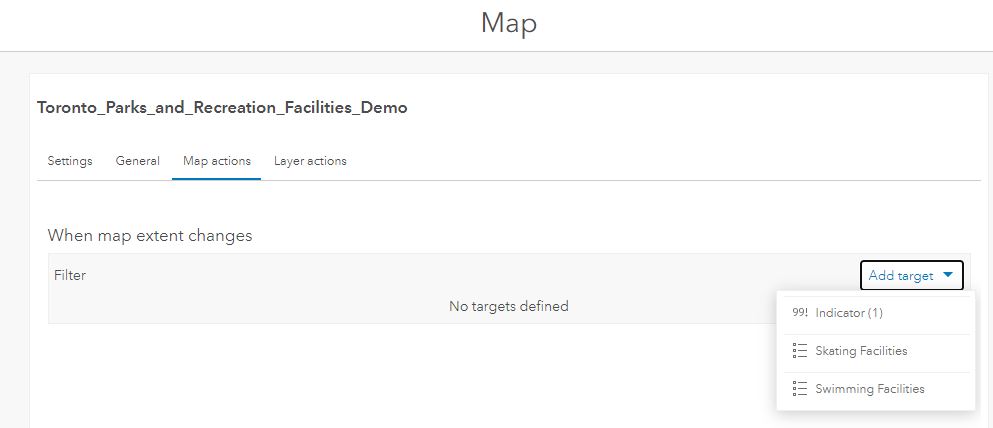 Map
Toronto_Parks_and_Recreation_Facilities_Demo
Settings General Map actions Layer actions
When map extent changes
Filter Add target
No targets defined
99! Indicator (1)
Skating Facilities
Swimming Facilities